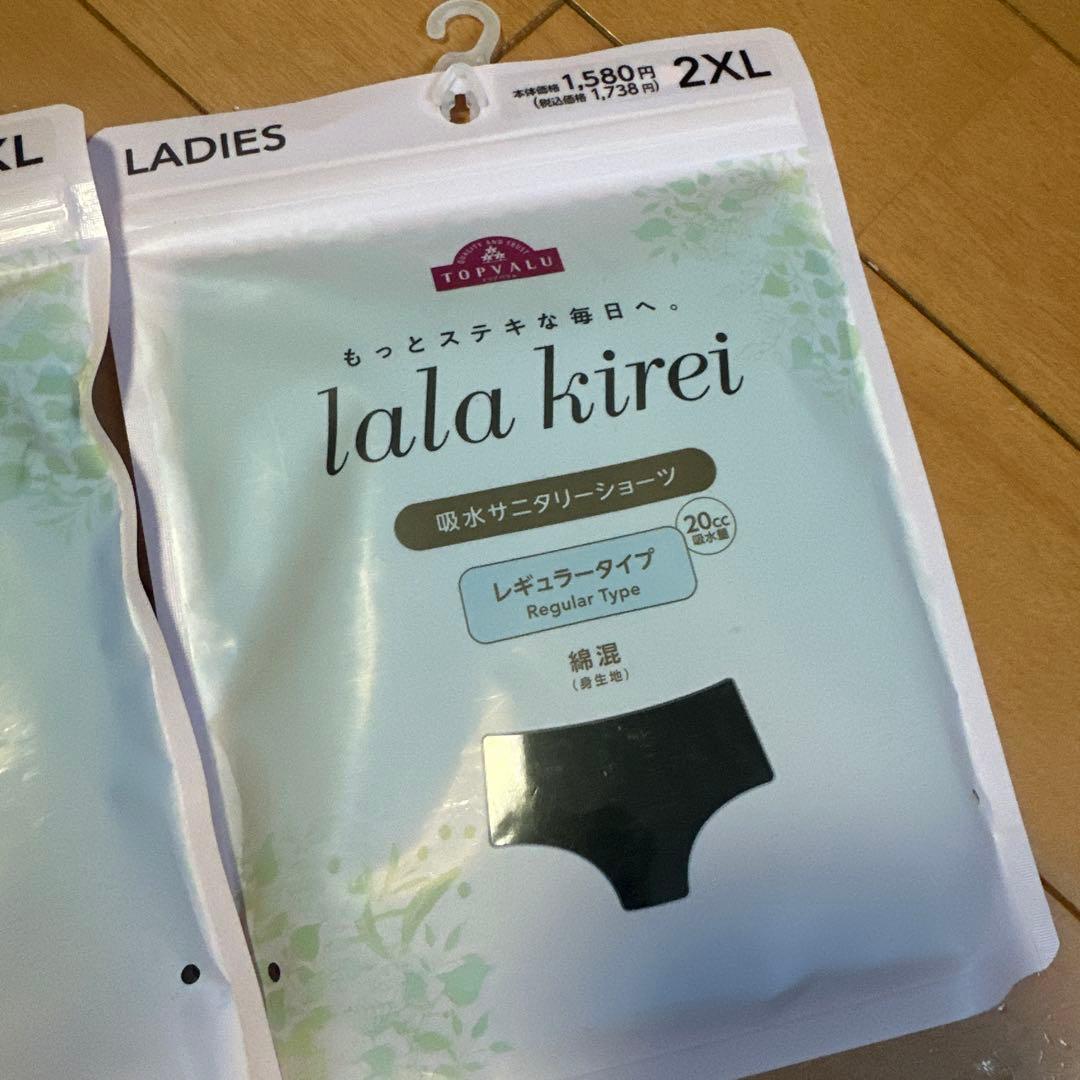 XL
LADIES
本体価格 1,580円
(税込価格 1,738円)
2XL
QUALITY AND TRUST
TOPVALU
もっとステキな毎日へ。
lala kirei
吸水サニタリーショーツ
20cc
吸水量
レギュラータイプ
Regular Type
綿混
(身生地)